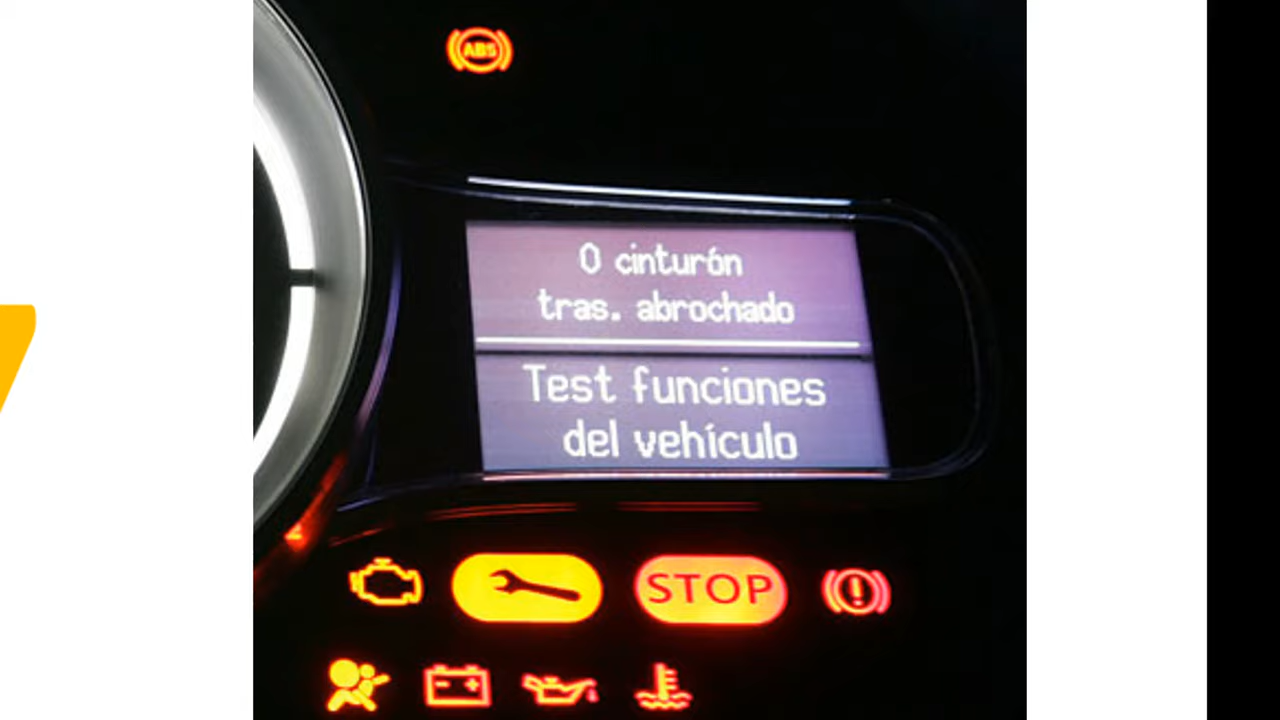 ABS
0 cinturón
tras. abrochado
Test funciones
del vehículo
STOP